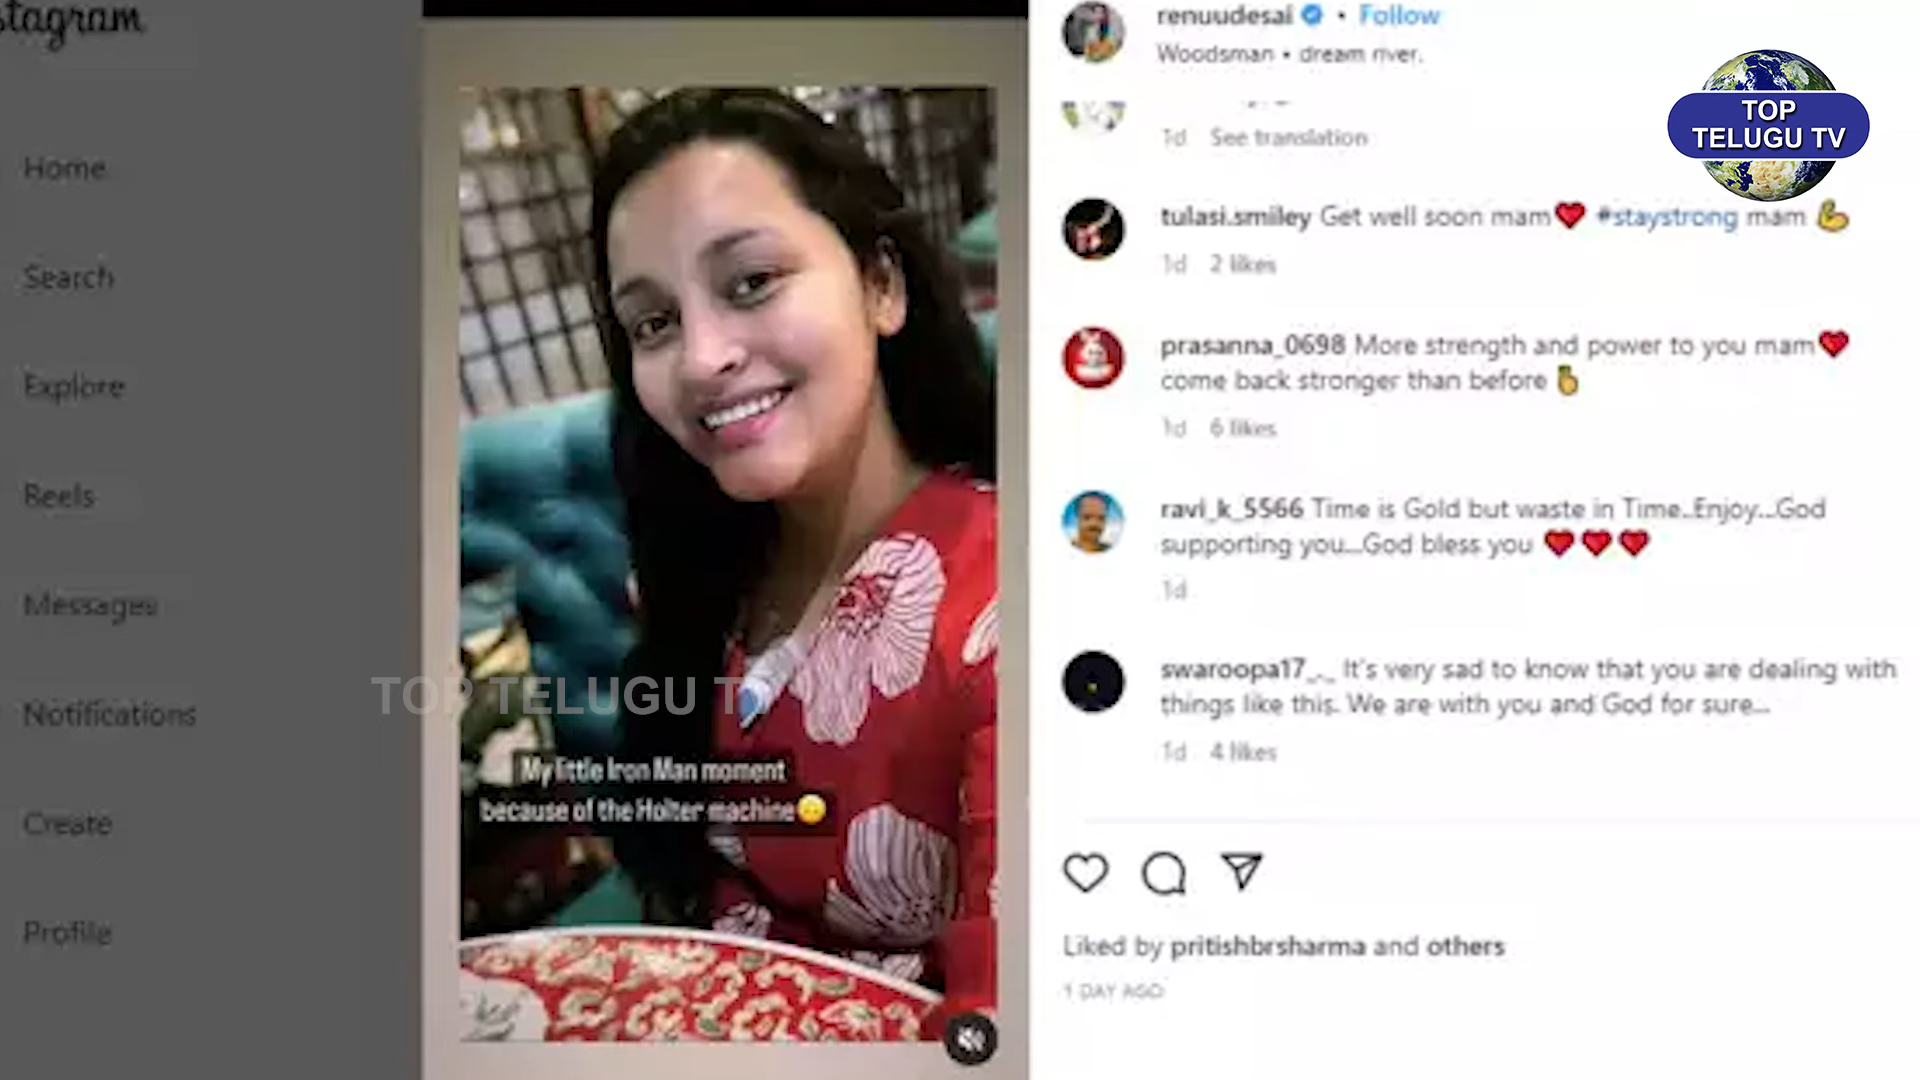 stagram
Home
Search
Explore
Reels
Messages
Notifications
Create
Profile
TOP TELUGU T
My little Iron Man moment
because of the Holter machine🙃
renuudesai • Follow
Woodsman • dream river.
1d See translation
TOP
TELUGU TV
tulasi.smiley Get well soon mam❤️ #staystrong mam 💪
1d 2 likes
prasanna_0698 More strength and power to you mam❤️
come back stronger than before 🫰
1d 6 likes
ravi_k_5566 Time is Gold but waste in Time..Enjoy...God
supporting you...God bless you ❤️❤️❤️
1d
swaroopa17_._ It's very sad to know that you are dealing with
things like this. We are with you and God for sure...
1d 4 likes
Liked by pritishbrsharma and others
1 DAY AGO